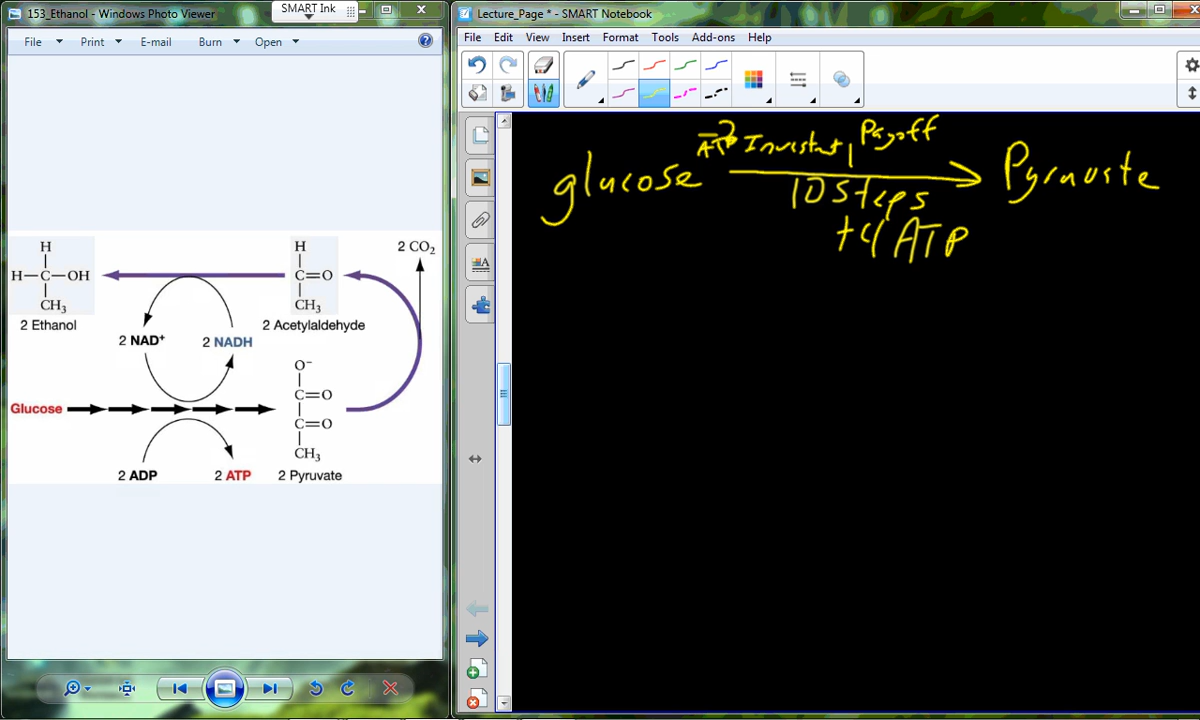 153_Ethanol - Windows Photo Viewer
SMART Ink
File Print E-mail Burn Open
H
H—C—OH
CH3
2 Ethanol
H
C=O
CH3
2 Acetylaldehyde
2 CO2
2 NAD+ 2 NADH
Glucose
O-
C=O
C=O
CH3
2 Pyruvate
2 ADP 2 ATP
Lecture_Page * - SMART Notebook
File Edit View Insert Format Tools Add-ons Help
ATP
Payoff
glucose
10 steps
+4 ATP